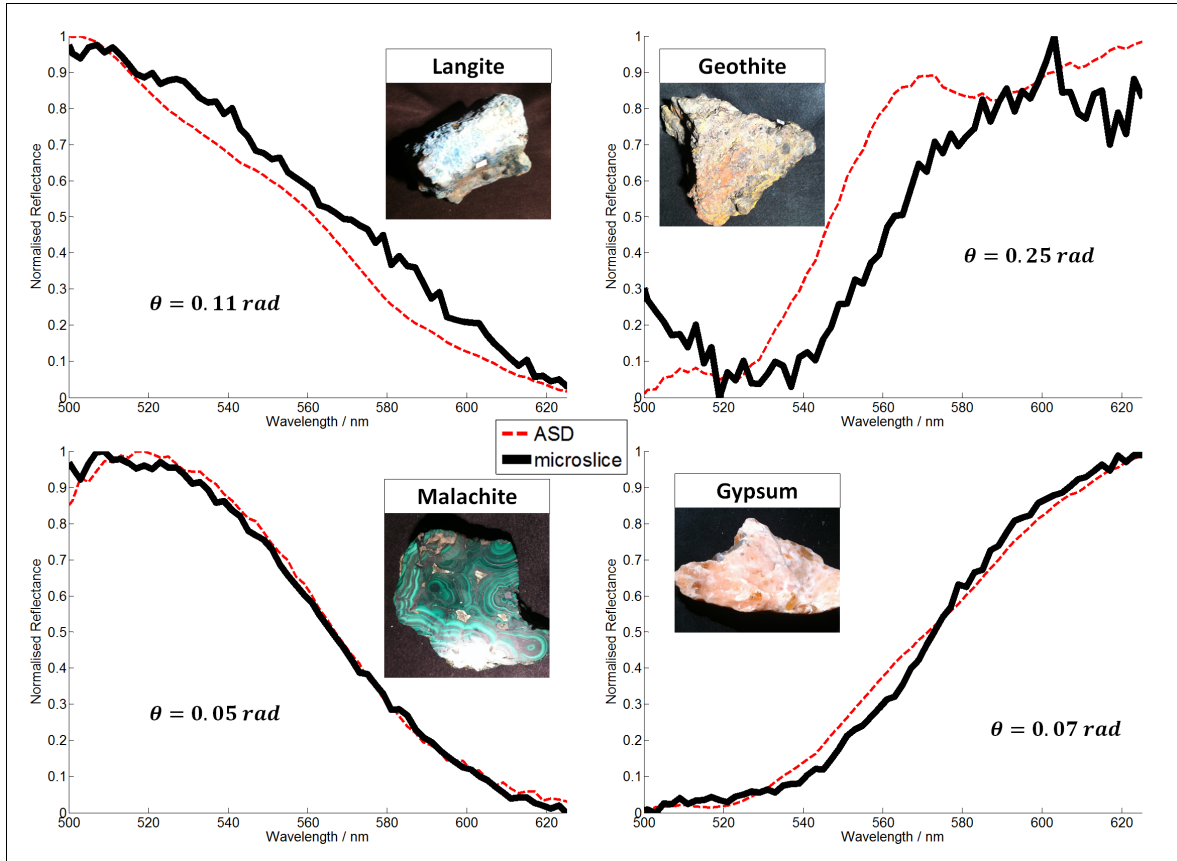 Langite
Normalised Reflectance
1
0.9
0.8
0.7
0.6
0.5
0.4
0.3
0.2
0.1
0
θ = 0.11 rad
500 520 540 560 580 600 620
Wavelength / nm
Geothite
Normalised Reflectance
1
0.9
0.8
0.7
0.6
0.5
0.4
0.3
0.2
0.1
0
θ = 0.25 rad
500 520 540 560 580 600 620
Wavelength / nm
ASD
microslice
Malachite
Normalised Reflectance
1
0.9
0.8
0.7
0.6
0.5
0.4
0.3
0.2
0.1
0
θ = 0.05 rad
500 520 540 560 580 600 620
Wavelength / nm
Gypsum
Normalised Reflectance
1
0.9
0.8
0.7
0.6
0.5
0.4
0.3
0.2
0.1
0
θ = 0.07 rad
500 520 540 560 580 600 620
Wavelength / nm